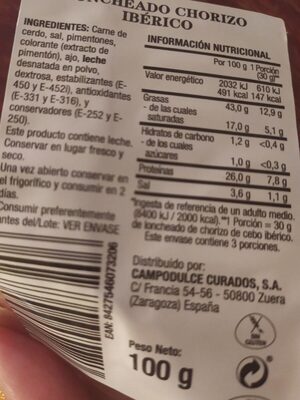 LONCHEADO CHORIZO
IBÉRICO
INGREDIENTES: Carne de
cerdo, sal, pimentones,
colorante (extracto de
pimentón), ajo, leche
desnatada en polvo,
dextrosa, estabilizantes (E-
450 y E-452i), antioxidantes
(E-331 y E-316), y
conservadores (E-252 y E-
250).
Este producto contiene leche.
Conservar en lugar fresco y
seco.
Una vez abierto conservar en
el frigorífico y consumir en 2
días.
Consumir preferentemente
antes del/Lote: VER ENVASE
INFORMACIÓN NUTRICIONAL
Por 100 g 1 Porción
(30 g)**
Valor energético 2032 kJ 610 kJ
491 kcal 147 kcal
Grasas 43,0 g 12,9 g
- de las cuales
saturadas 17,0 g 5,1 g
Hidratos de carbono 1,2 g <0,4 g
- de los cuales
azúcares 1,0 g <0,3 g
Proteínas 26,0 g 7,8 g
Sal 3,6 g 1,1 g
*Ingesta de referencia de un adulto medio
(8400 kJ / 2000 kcal). **1 Porción = 30 g
de loncheado de chorizo de cebo ibérico.
Este envase contiene 3 porciones.
Distribuido por:
CAMPODULCE CURADOS, S.A.
C/ Francia 54-56 - 50800 Zuera
(Zaragoza) España
EAN: 8427546073206
SIN
GLUTEN
Peso Neto:
100 g